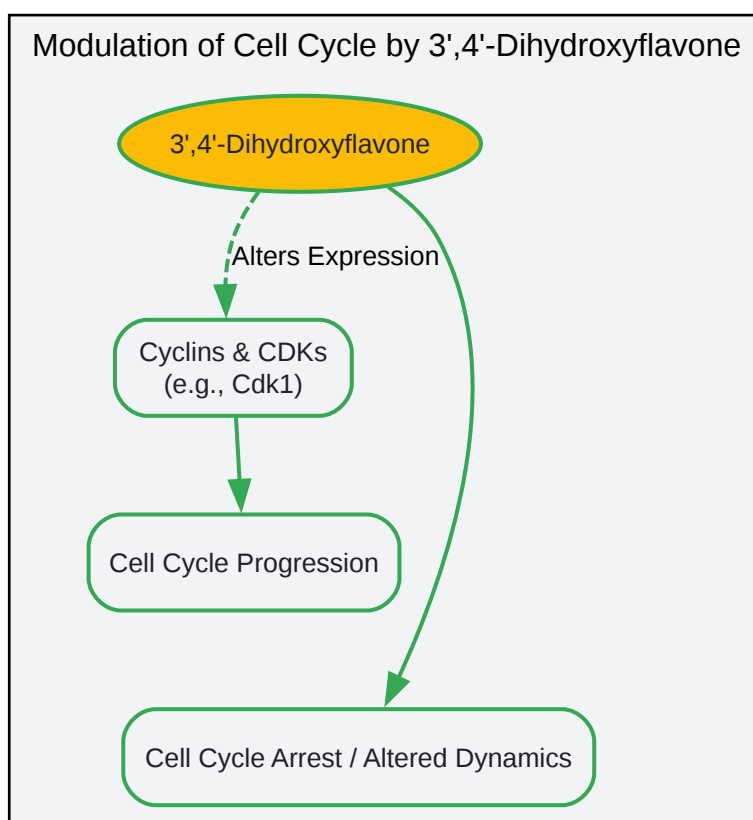 Modulation of Cell Cycle by 3',4'-Dihydroxyflavone
3',4'-Dihydroxyflavone
Alters Expression
Cyclins & CDKs
(e.g., Cdk1)
Cell Cycle Progression
Cell Cycle Arrest / Altered Dynamics